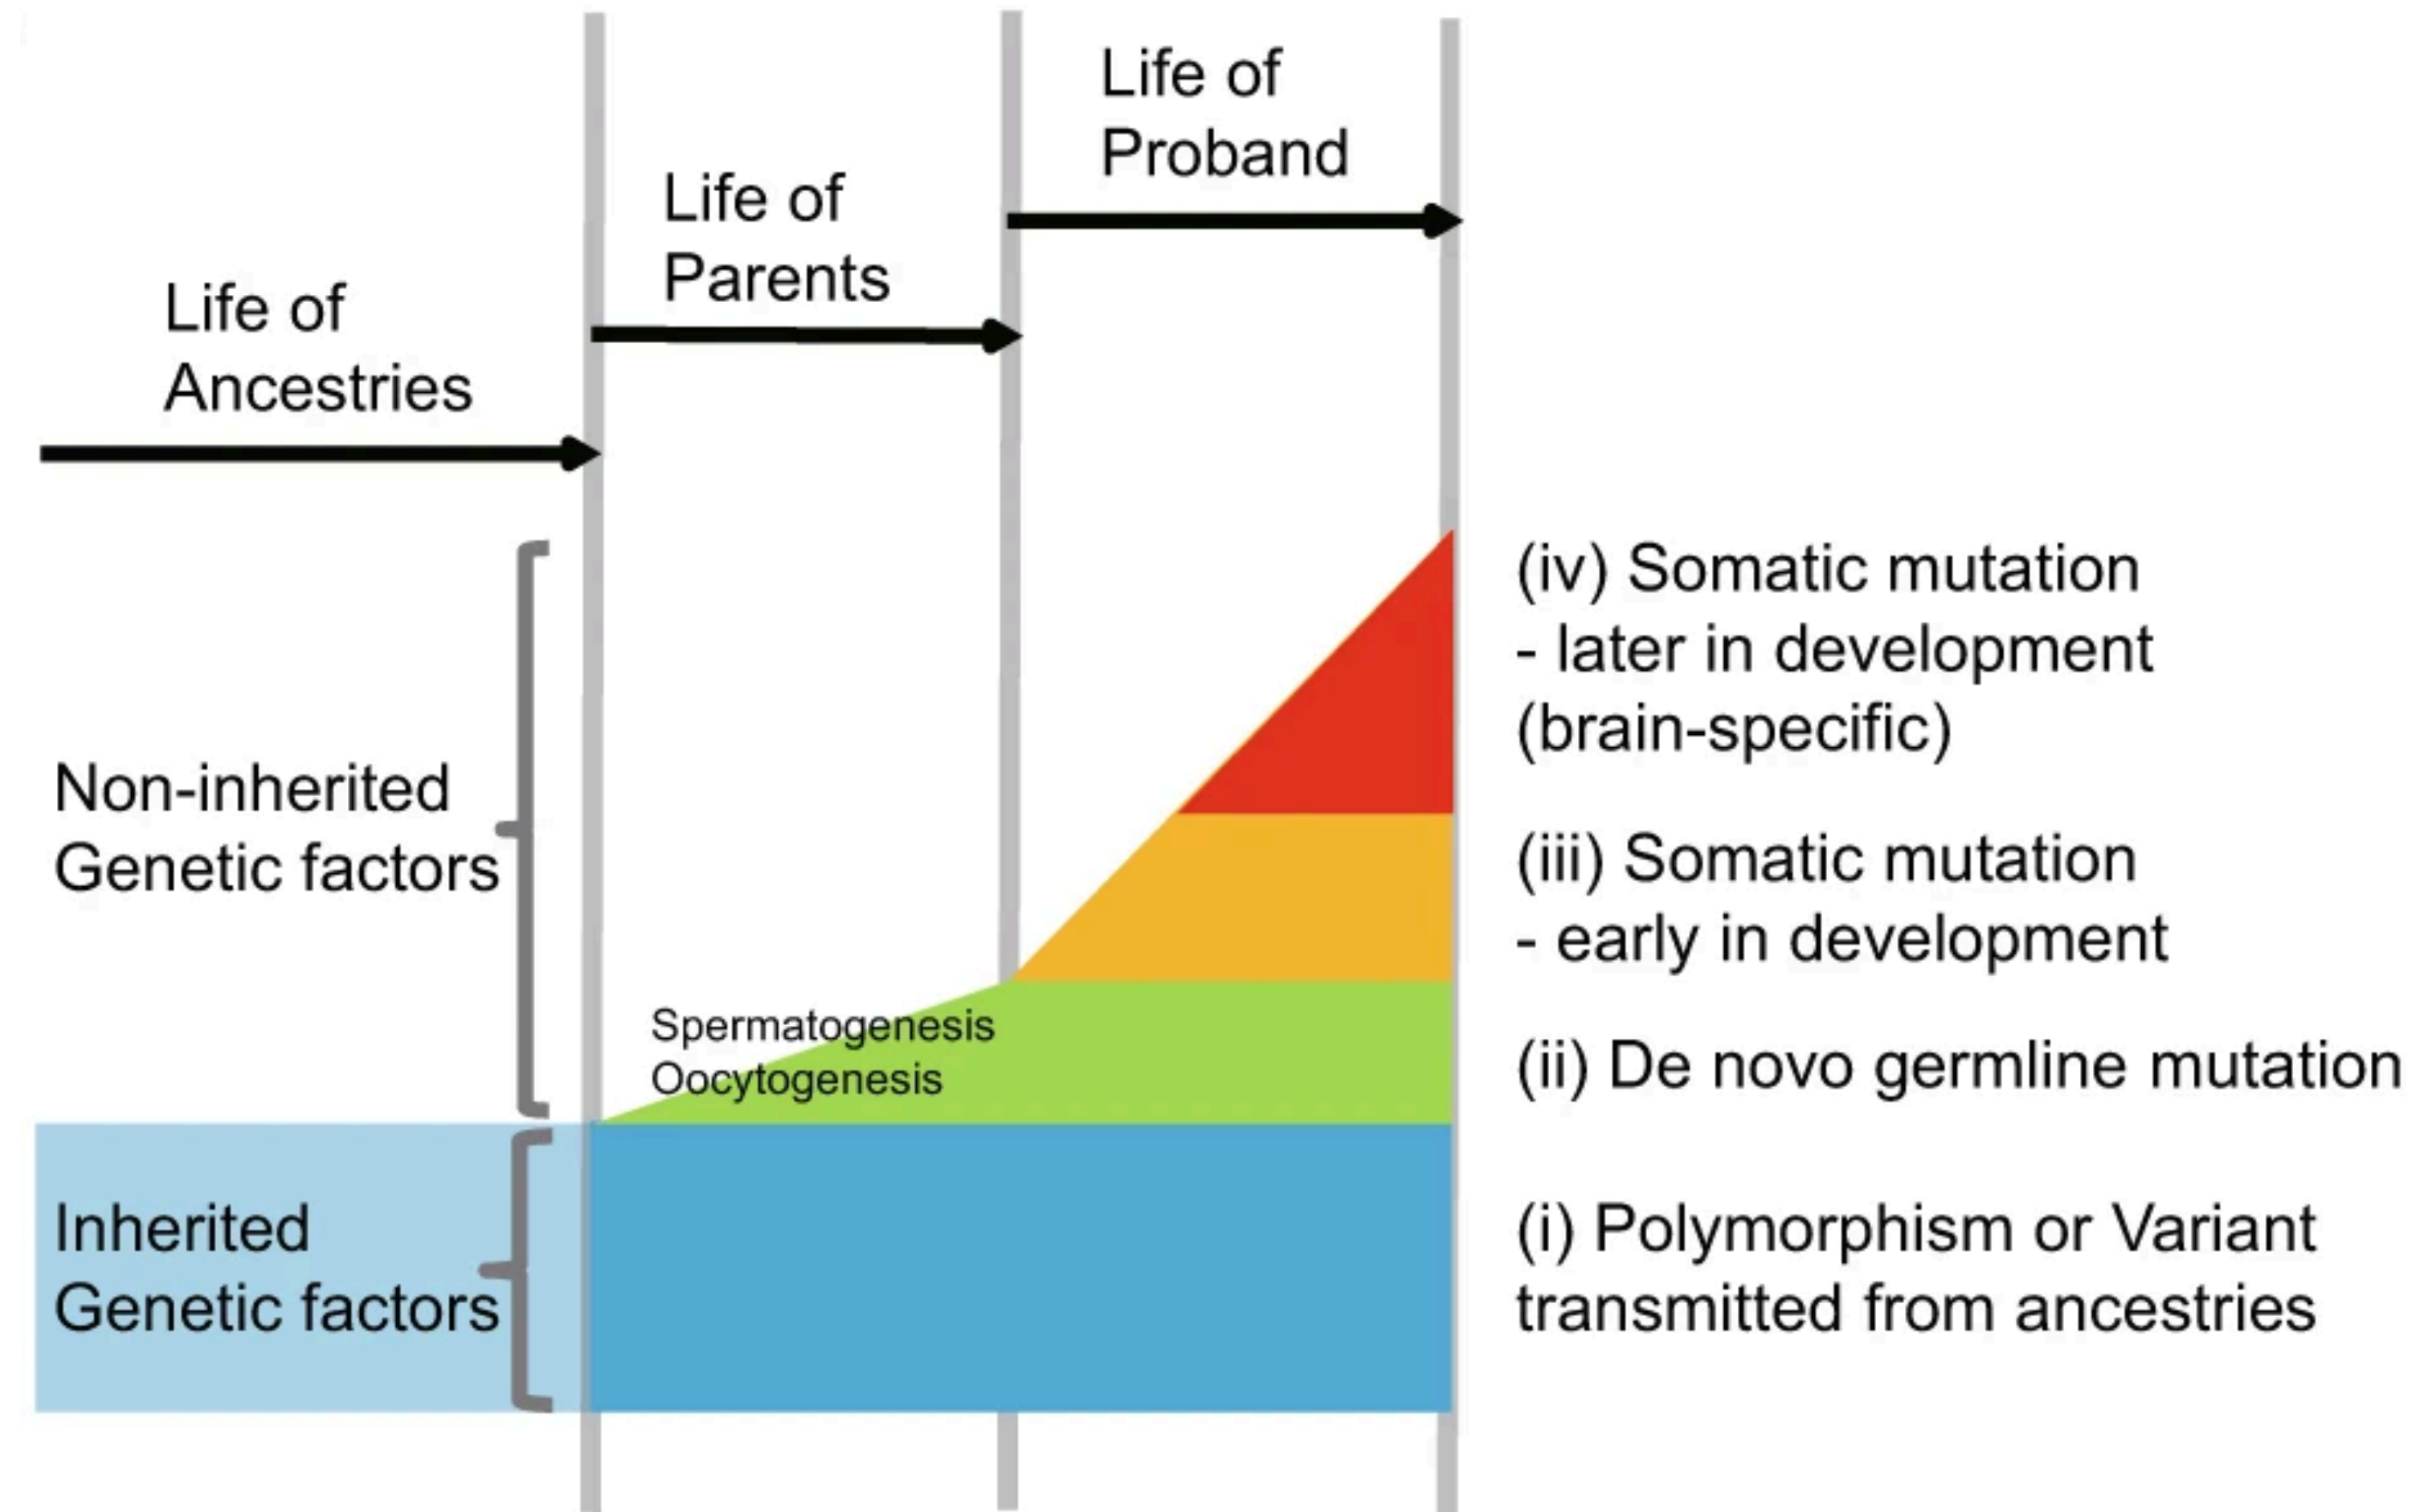 Life of
Ancestries
Life of
Parents
Life of
Proband
Non-inherited
Genetic factors
Inherited
Genetic factors
Spermatogenesis
Oocytogenesis
(iv) Somatic mutation
- later in development
(brain-specific)
(iii) Somatic mutation
- early in development
(ii) De novo germline mutation
(i) Polymorphism or Variant
transmitted from ancestries